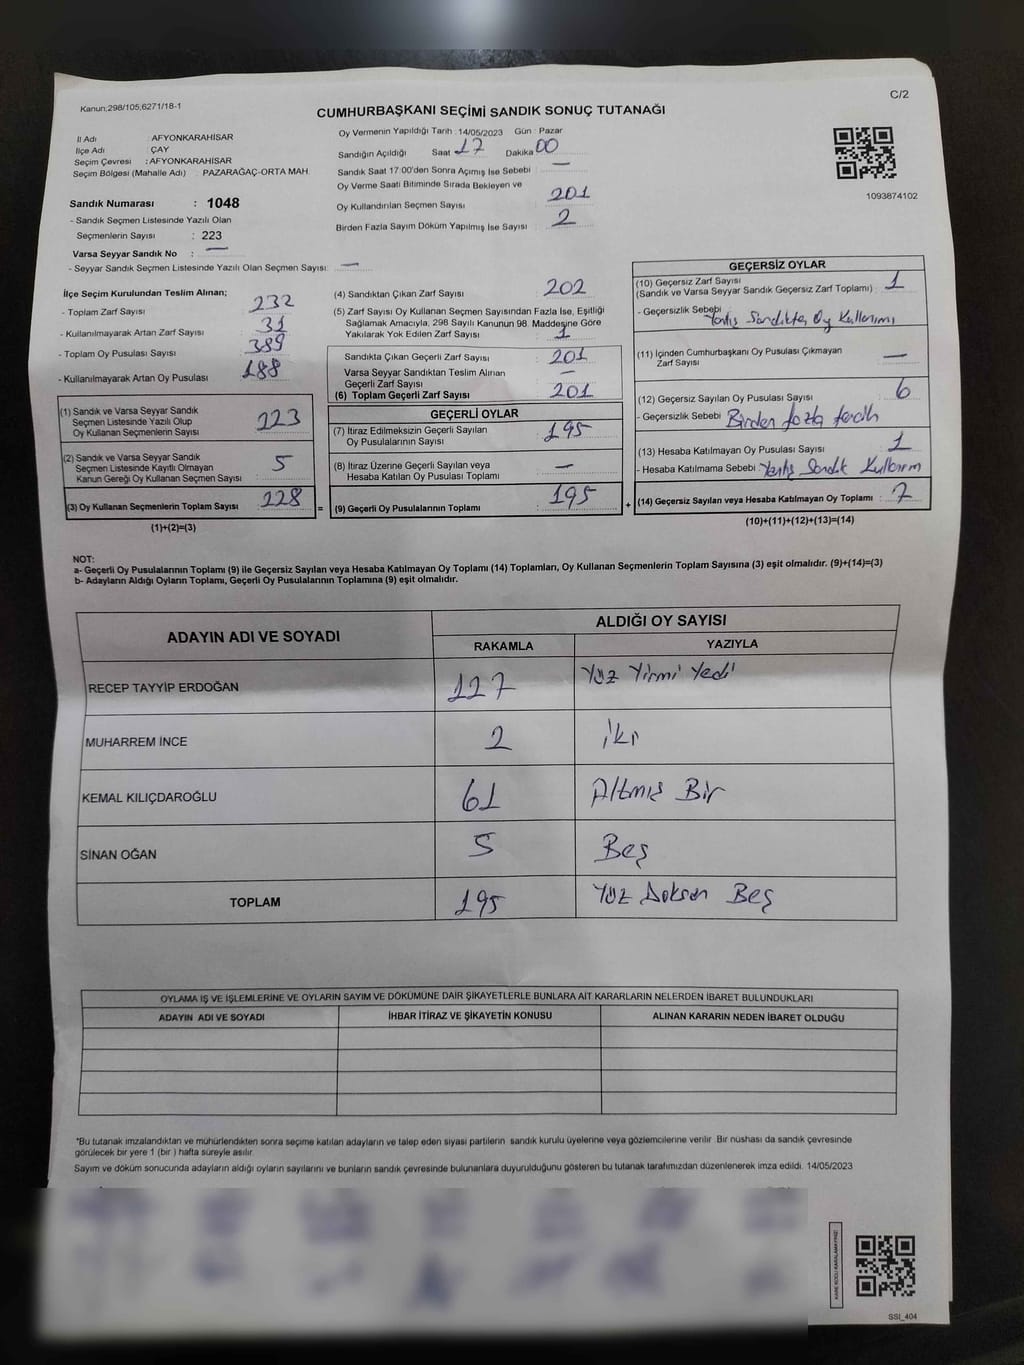 Kanun;298/105,6271/18-1
C/2
CUMHURBAŞKANI SEÇİMİ SANDIK SONUÇ TUTANAĞI
İl Adı : AFYONKARAHİSAR
İlçe Adı : ÇAY
Seçim Çevresi : AFYONKARAHİSAR
Seçim Bölgesi (Mahalle Adı) : PAZARAĞAÇ-ORTA MAH.
Sandık Numarası : 1048
- Sandık Seçmen Listesinde Yazılı Olan
Seçmenlerin Sayısı : 223
Varsa Seyyar Sandık No : —
- Seyyar Sandık Seçmen Listesinde Yazılı Olan Seçmen Sayısı: —
Oy Vermenin Yapıldığı Tarih : 14/05/2023 Gün : Pazar
Sandığın Açıldığı Saat : 17 Dakika : 00
Sandık Saat 17:00'den Sonra Açımış İse Sebebi : —
Oy Verme Saati Bitiminde Sırada Bekleyen ve
Oy Kullandırılan Seçmen Sayısı : 201
Birden Fazla Sayım Döküm Yapılmış İse Sayısı : 2
1093874102
İlçe Seçim Kurulundan Teslim Alınan;
- Toplam Zarf Sayısı : 232
- Kullanılmayarak Artan Zarf Sayısı : 31
- Toplam Oy Pusulası Sayısı : 389
- Kullanılmayarak Artan Oy Pusulası : 188
(1) Sandık ve Varsa Seyyar Sandık
Seçmen Listesinde Yazılı Olup
Oy Kullanan Seçmenlerin Sayısı : 223
(2) Sandık ve Varsa Seyyar Sandık
Seçmen Listesinde Kayıtlı Olmayan
Kanun Gereği Oy Kullanan Seçmen Sayısı : 5
(3) Oy Kullanan Seçmenlerin Toplam Sayısı : 228
(1)+(2)=(3)
(4) Sandıktan Çıkan Zarf Sayısı : 202
(5) Zarf Sayısı Oy Kullanan Seçmen Sayısından Fazla İse, Eşitliği
Sağlamak Amacıyla; 298 Sayılı Kanunun 98. Maddesine Göre
Yakılarak Yok Edilen Zarf Sayısı : 1
Sandıkta Çıkan Geçerli Zarf Sayısı : 201
Varsa Seyyar Sandıktan Teslim Alınan
Geçerli Zarf Sayısı : —
(6) Toplam Geçerli Zarf Sayısı : 201
GEÇERLİ OYLAR
(7) İtiraz Edilmeksizin Geçerli Sayılan
Oy Pusulalarının Sayısı : 195
(8) İtiraz Üzerine Geçerli Sayılan veya
Hesaba Katılan Oy Pusulası Toplamı : —
= (9) Geçerli Oy Pusulalarının Toplamı : 195
GEÇERSİZ OYLAR
(10) Geçersiz Zarf Sayısı
(Sandık ve Varsa Seyyar Sandık Geçersiz Zarf Toplamı) : 1
- Geçersizlik Sebebi : Yanlış Sandıkta Oy Kullanımı
(11) İçinden Cumhurbaşkanı Oy Pusulası Çıkmayan
Zarf Sayısı : —
(12) Geçersiz Sayılan Oy Pusulası Sayısı : 6
- Geçersizlik Sebebi : Birden fazla tercih
(13) Hesaba Katılmayan Oy Pusulası Sayısı : 1
- Hesaba Katılmama Sebebi : Yanlış Sandık Kullanım
+ (14) Geçersiz Sayılan veya Hesaba Katılmayan Oy Toplamı : 7
(10)+(11)+(12)+(13)=(14)
NOT:
a- Geçerli Oy Pusulalarının Toplamı (9) ile Geçersiz Sayılan veya Hesaba Katılmayan Oy Toplamı (14) Toplamları, Oy Kullanan Seçmenlerin Toplam Sayısına (3) eşit olmalıdır. (9)+(14)=(3)
b- Adayların Aldığı Oyların Toplamı, Geçerli Oy Pusulalarının Toplamına (9) eşit olmalıdır.
ADAYIN ADI VE SOYADI ALDIĞI OY SAYISI
RAKAMLA YAZIYLA
RECEP TAYYİP ERDOĞAN 127 Yüz Yirmi Yedi
MUHARREM İNCE 2 İki
KEMAL KILIÇDAROĞLU 61 Altmış Bir
SİNAN OĞAN 5 Beş
TOPLAM 195 Yüz Doksan Beş
OYLAMA İŞ VE İŞLEMLERİNE VE OYLARIN SAYIM VE DÖKÜMÜNE DAİR ŞİKAYETLERLE BUNLARA AİT KARARLARIN NELERDEN İBARET BULUNDUKLARI
ADAYIN ADI VE SOYADI İHBAR İTİRAZ VE ŞİKAYETİN KONUSU ALINAN KARARIN NEDEN İBARET OLDUĞU
*Bu tutanak imzalandıktan ve mühürlendikten sonra seçime katılan adayların ve talep eden siyasi partilerin sandık kurulu üyelerine veya gözlemcilerine verilir. Bir nüshası da sandık çevresinde
görülecek bir yere 1 (bir ) hafta süreyle asılır.
Sayım ve döküm sonucunda adayların aldığı oyların sayılarını ve bunların sandık çevresinde bulunanlara duyurulduğunu gösteren bu tutanak tarafımızdan düzenlenerek imza edildi. 14/05/2023
KARE KODU KARALAMAYINIZ!
SSI_404